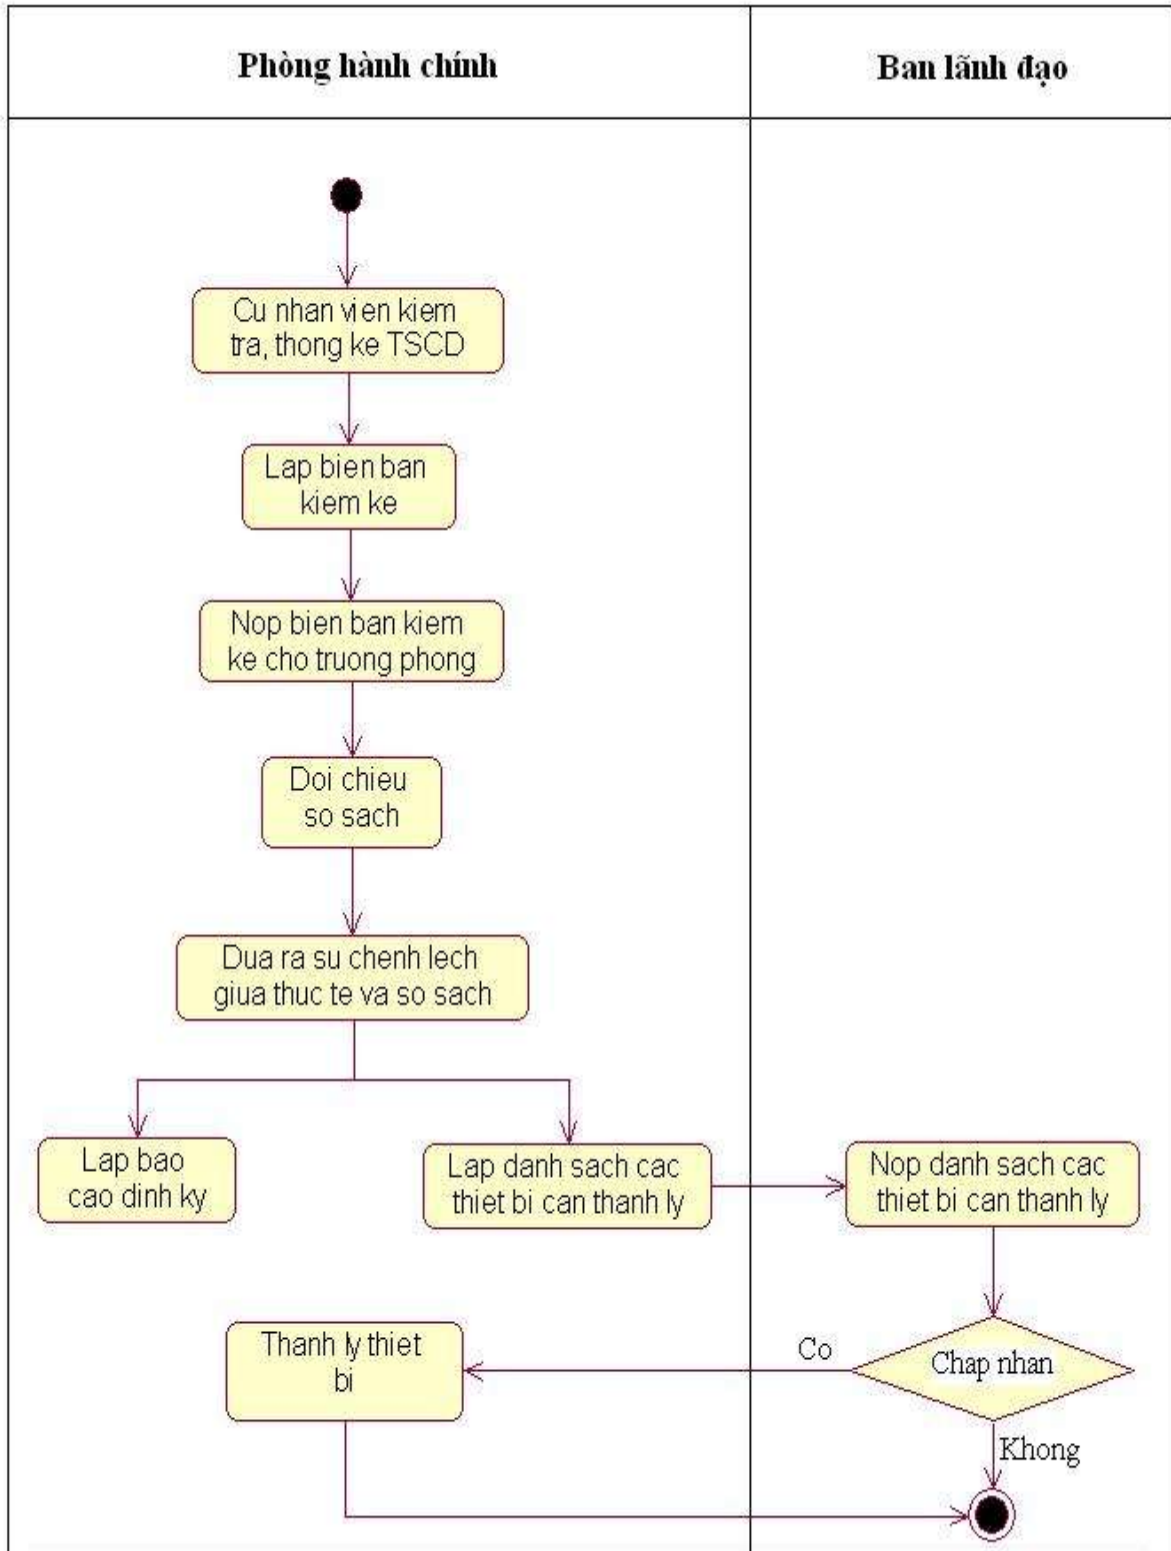 Phòng hành chính
Ban lãnh đạo
Cu nhan vien kiem
tra, thong ke TSCD
Lap bien ban
kiem ke
Nop bien ban kiem
ke cho truong phong
Doi chieu
so sach
Dua ra su chenh lech
giua thuc te va so sach
Lap bao
cao dinh ky
Lap danh sach cac
thiet bi can thanh ly
Nop danh sach cac
thiet bi can thanh ly
Thanh ly thiet
bi
Co
Chap nhan
Khong